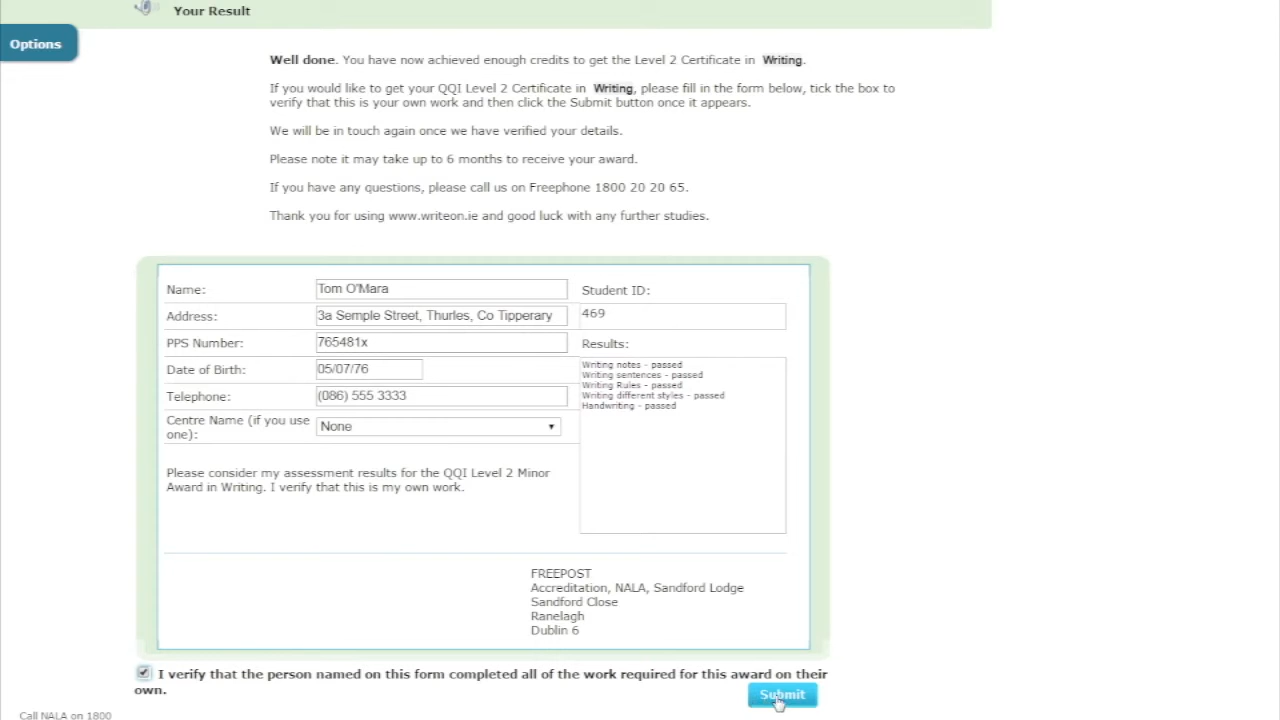 Your Result
Options
Well done. You have now achieved enough credits to get the Level 2 Certificate in Writing.
If you would like to get your QQI Level 2 Certificate in Writing, please fill in the form below, tick the box to
verify that this is your own work and then click the Submit button once it appears.
We will be in touch again once we have verified your details.
Please note it may take up to 6 months to receive your award.
If you have any questions, please call us on Freephone 1800 20 20 65.
Thank you for using www.writeon.ie and good luck with any further studies.
Name: Tom O'Mara
Address: 3a Semple Street, Thurles, Co Tipperary
PPS Number: 765481x
Date of Birth: 05/07/76
Telephone: (086) 555 3333
Centre Name (if you use
one): None
Please consider my assessment results for the QQI Level 2 Minor
Award in Writing. I verify that this is my own work.
Student ID:
469
Results:
Writing notes - passed
Writing sentences - passed
Writing Rules - passed
Writing different styles - passed
Handwriting - passed
FREEPOST
Accreditation, NALA, Sandford Lodge
Sandford Close
Ranelagh
Dublin 6
I verify that the person named on this form completed all of the work required for this award on their
own.
Submit
Call NALA on 1800